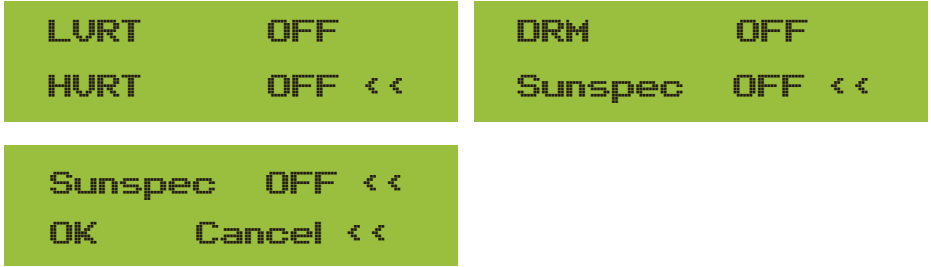 LVRT OFF
HVRT OFF <<
DRM OFF
Sunspec OFF <<
Sunspec OFF <<
OK Cancel <<